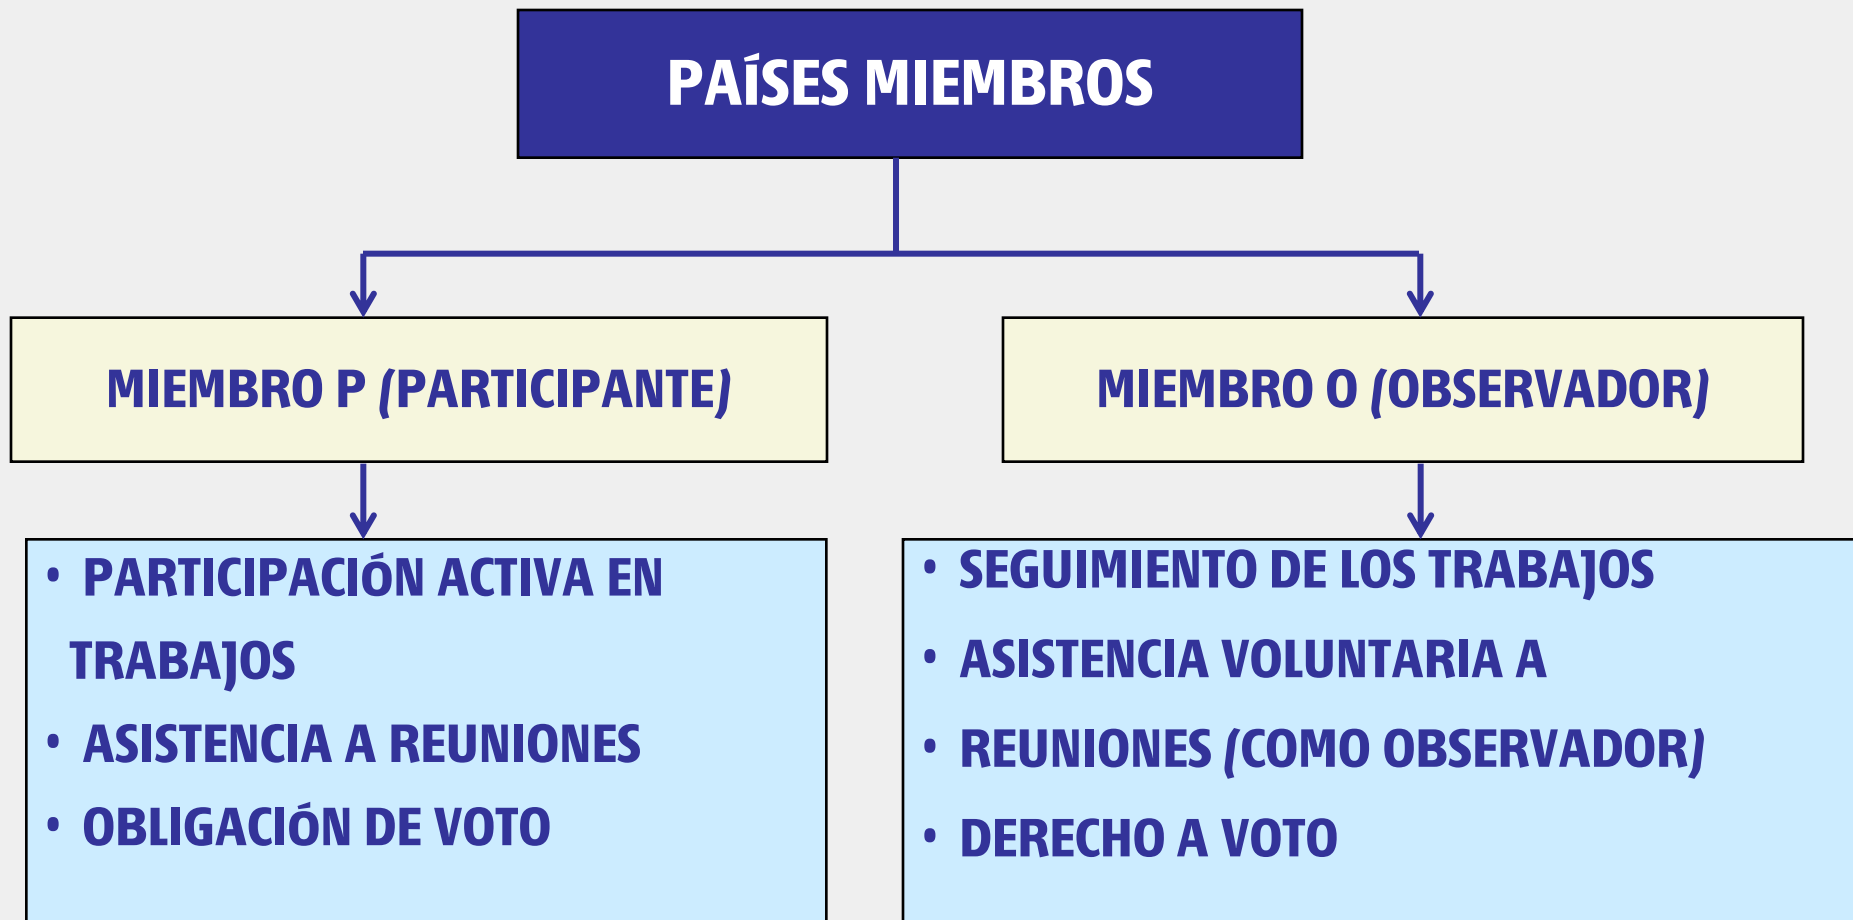 PAÍSES MIEMBROS
MIEMBRO P (PARTICIPANTE)
MIEMBRO O (OBSERVADOR)
• PARTICIPACIÓN ACTIVA EN
TRABAJOS
• ASISTENCIA A REUNIONES
• OBLIGACIÓN DE VOTO
• SEGUIMIENTO DE LOS TRABAJOS
• ASISTENCIA VOLUNTARIA A
• REUNIONES (COMO OBSERVADOR)
• DERECHO A VOTO